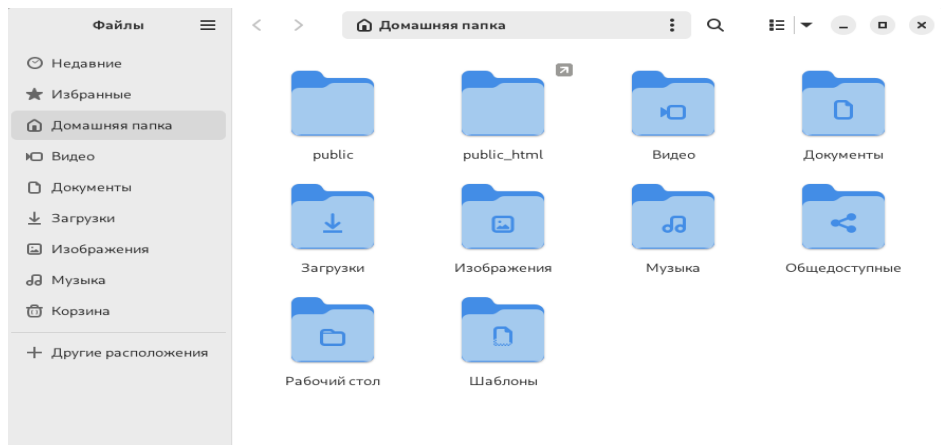 Файлы
Домашняя папка
Недавние
Избранные
Домашняя папка
Видео
Документы
Загрузки
Изображения
Музыка
Корзина
Другие расположения
public
public_html
Видео
Документы
Загрузки
Изображения
Музыка
Общедоступные
Рабочий стол
Шаблоны